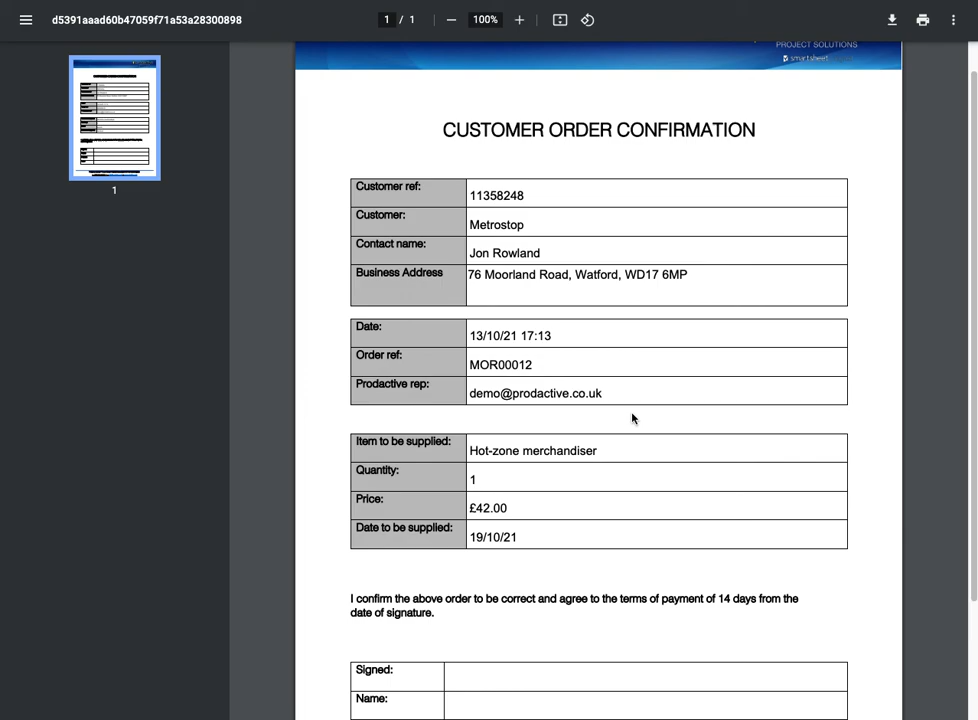 d5391aaad60b47059f71a53a28300898
1 / 1
100%
PROJECT SOLUTIONS
smartsheet
1
CUSTOMER ORDER CONFIRMATION
Customer ref: 11358248
Customer: Metrostop
Contact name: Jon Rowland
Business Address 76 Moorland Road, Watford, WD17 6MP
Date: 13/10/21 17:13
Order ref: MOR00012
Prodactive rep: demo@prodactive.co.uk
Item to be supplied: Hot-zone merchandiser
Quantity: 1
Price: £42.00
Date to be supplied: 19/10/21
I confirm the above order to be correct and agree to the terms of payment of 14 days from the
date of signature.
Signed:
Name: